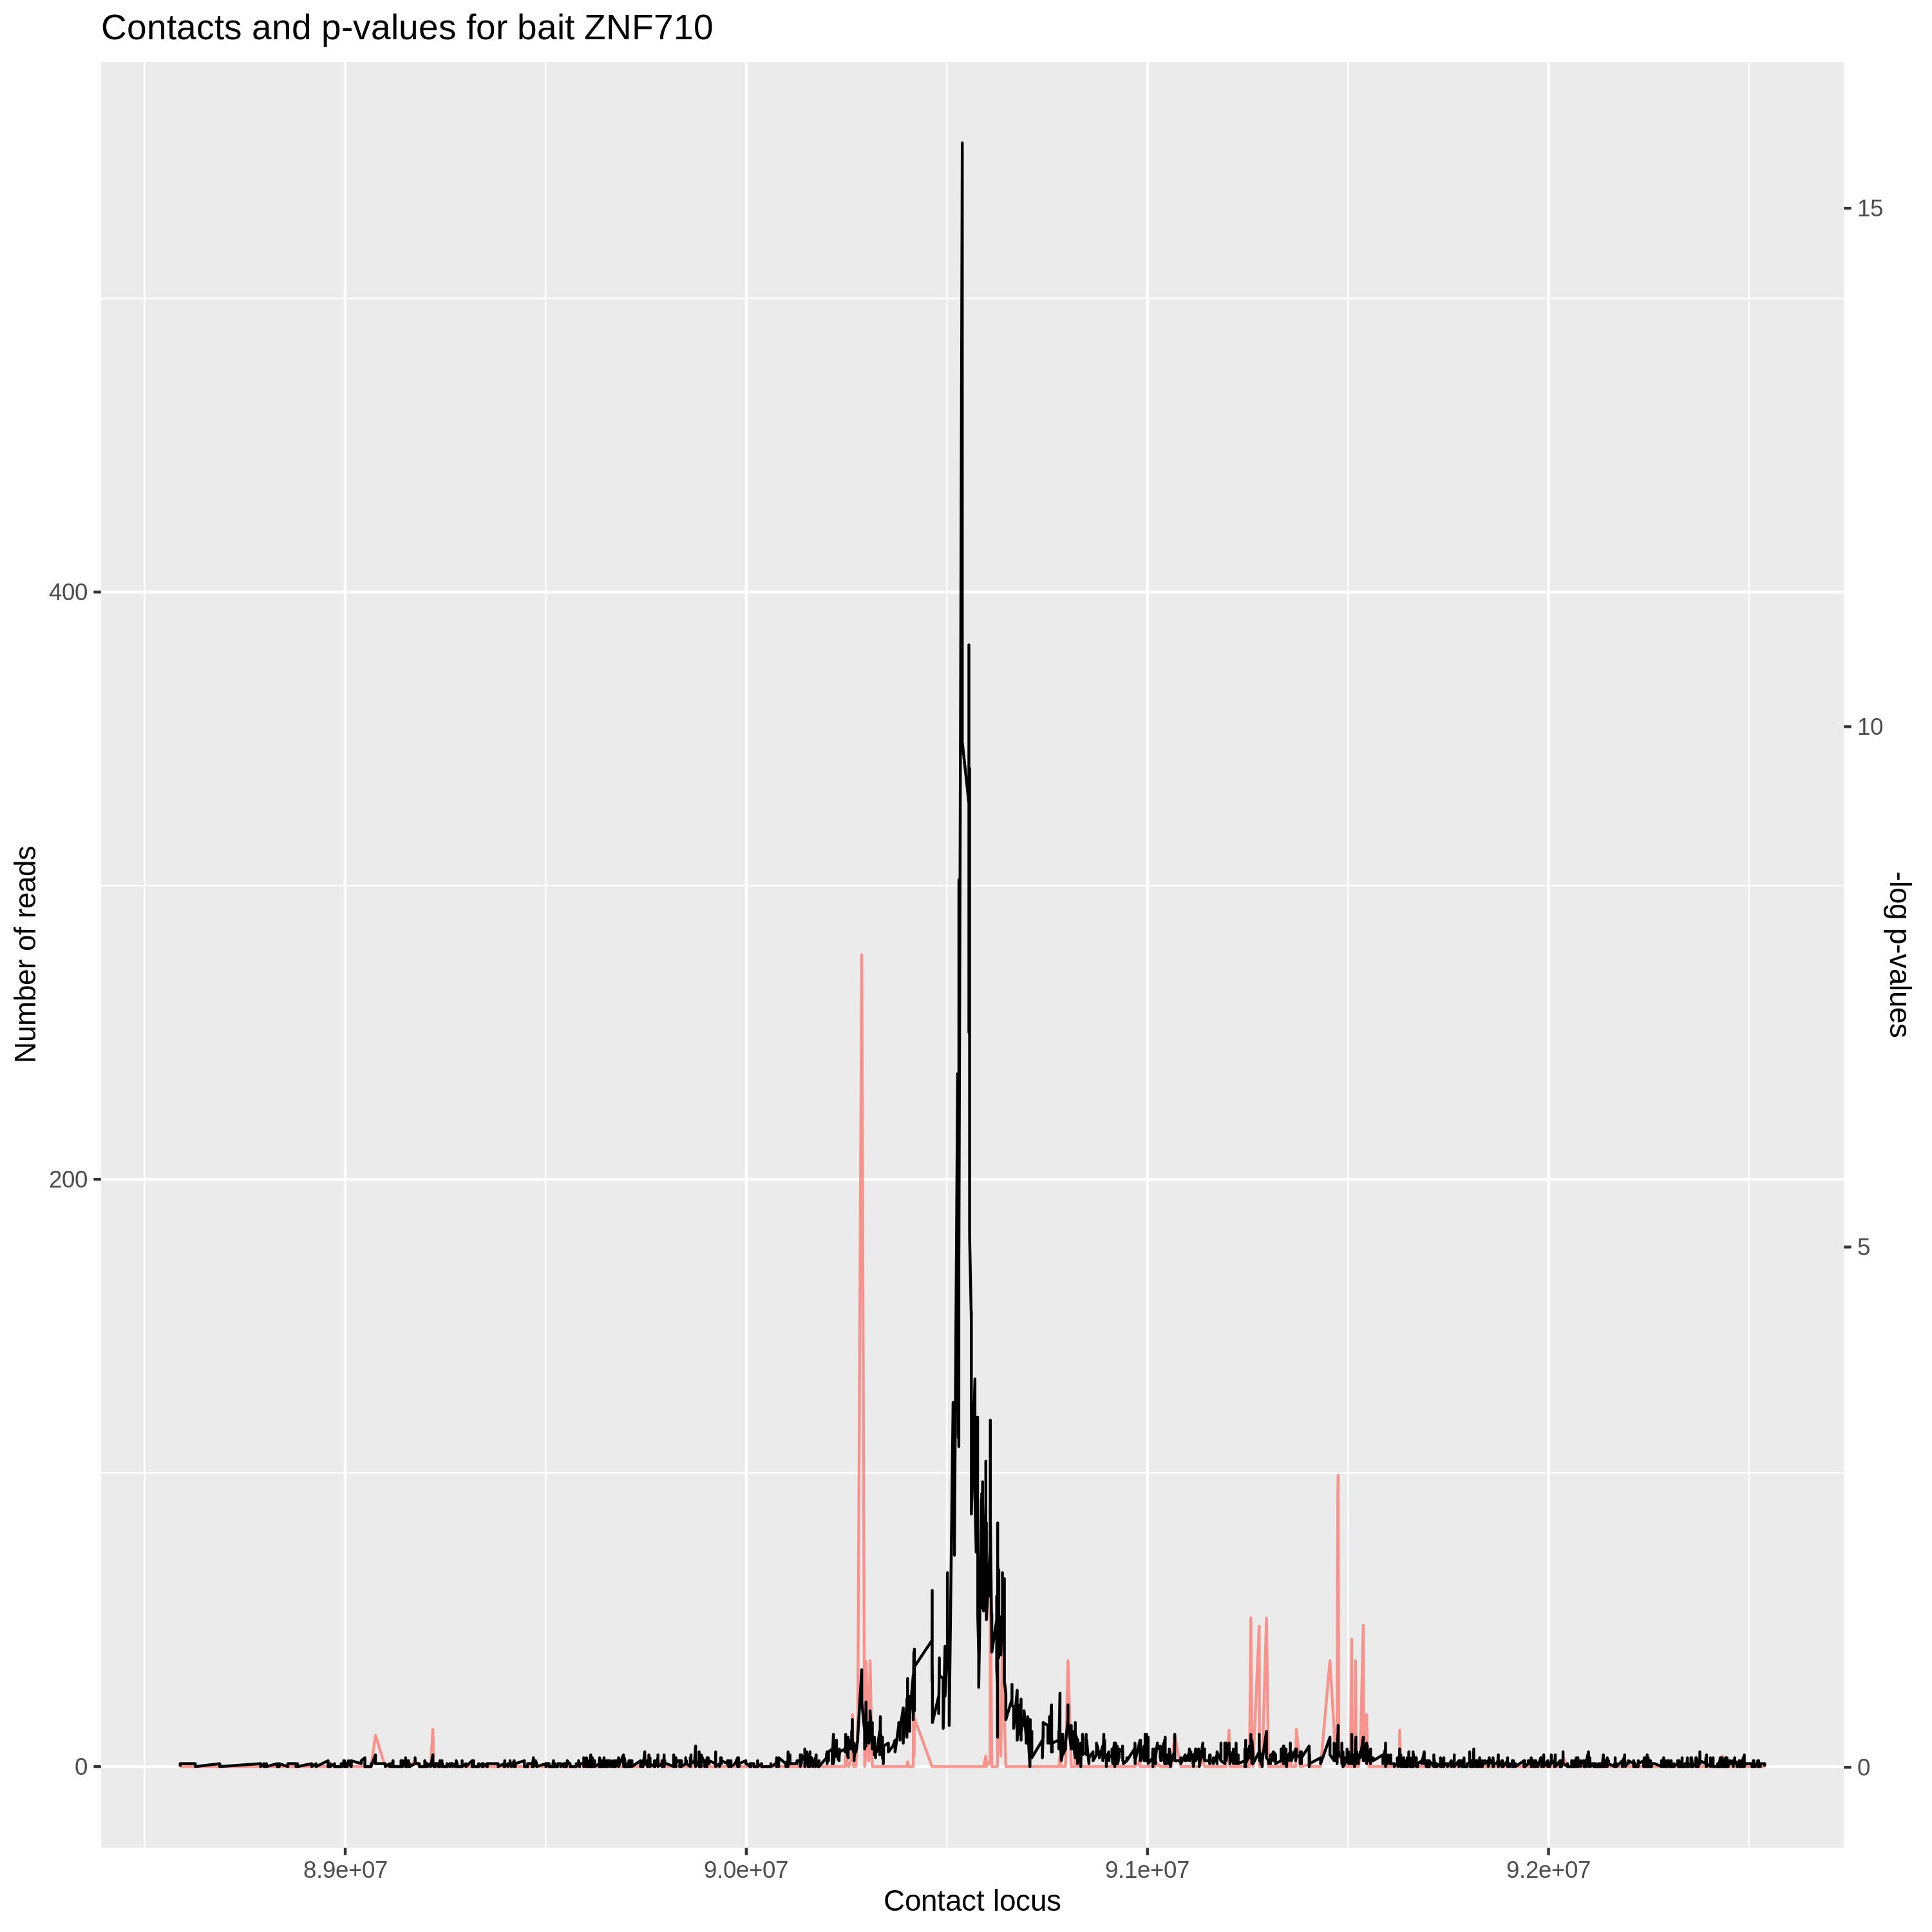 Contacts and p-values for bait ZNF710
Number of reads
400
200
0
15
10
5
0
-log p-values
8.9e+07 9.0e+07 9.1e+07 9.2e+07
Contact locus